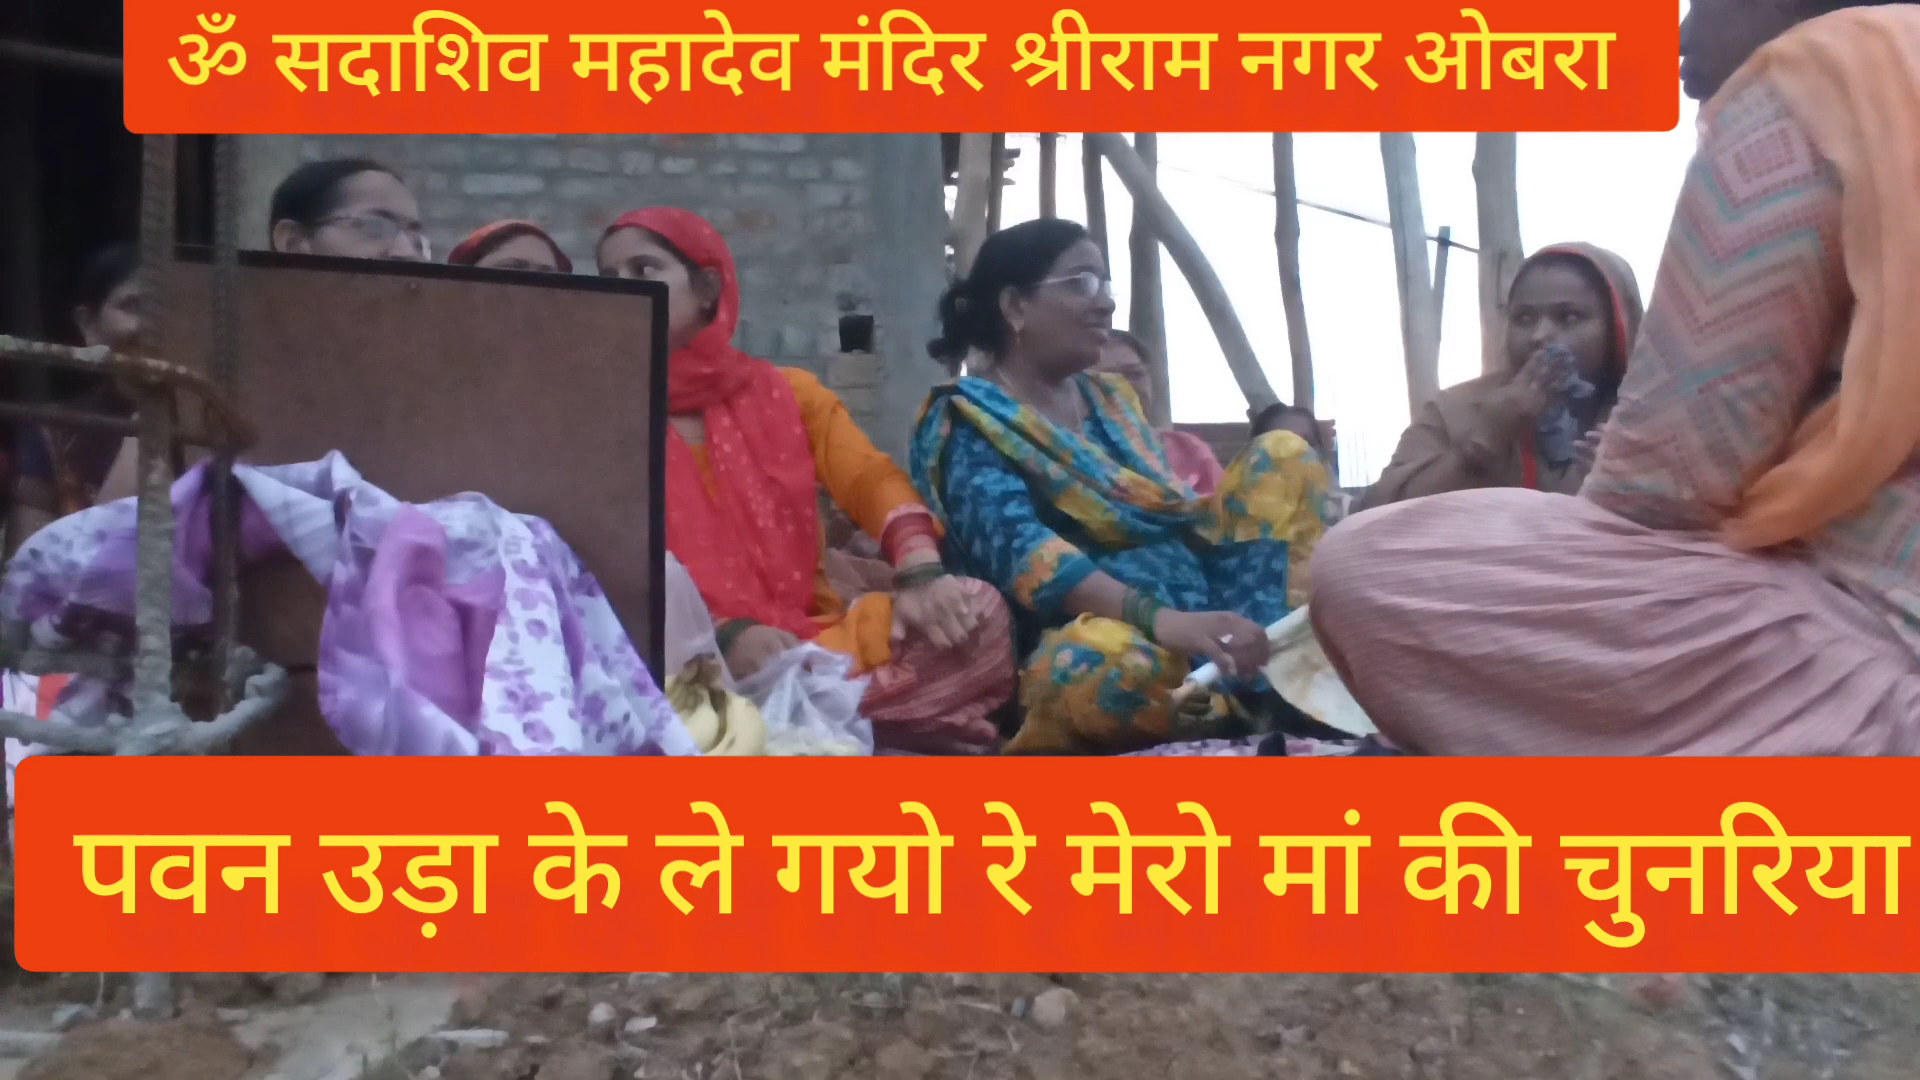 ॐ सदाशिव महादेव मंदिर श्रीराम नगर ओबरा
पवन उड़ा के ले गयो रे मेरो मां की चुनरिया